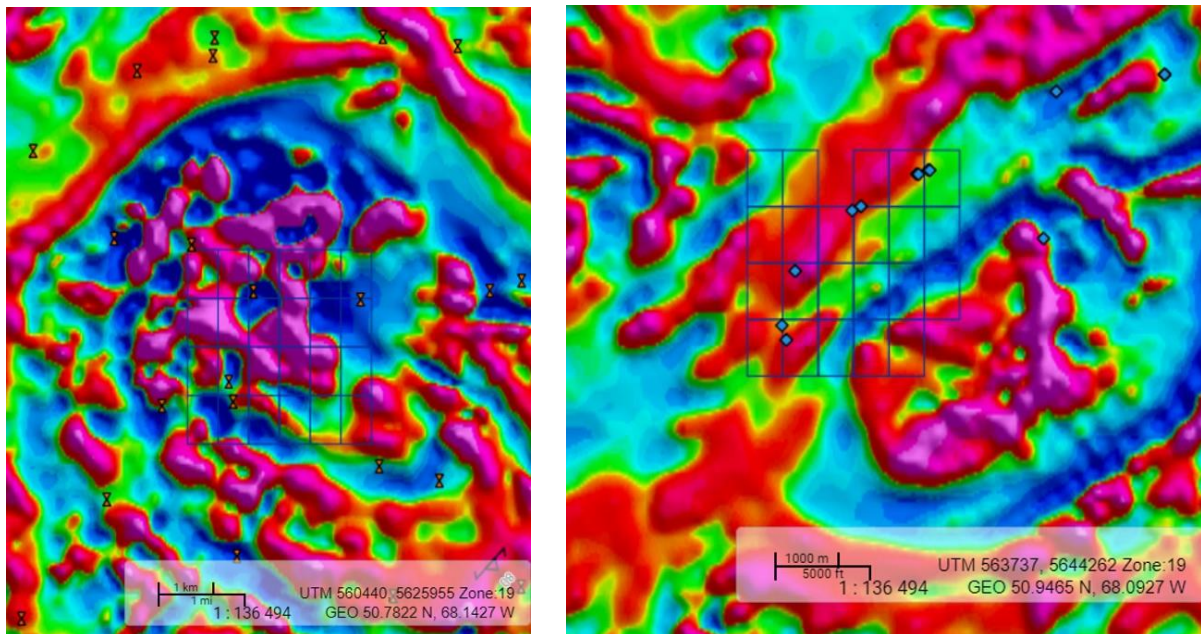 1 km
1 mi
1 : 136 494
UTM 560440, 5625955 Zone:19
GEO 50.7822 N, 68.1427 W
1000 m
5000 ft
1 : 136 494
UTM 563737, 5644262 Zone:19
GEO 50.9465 N, 68.0927 W